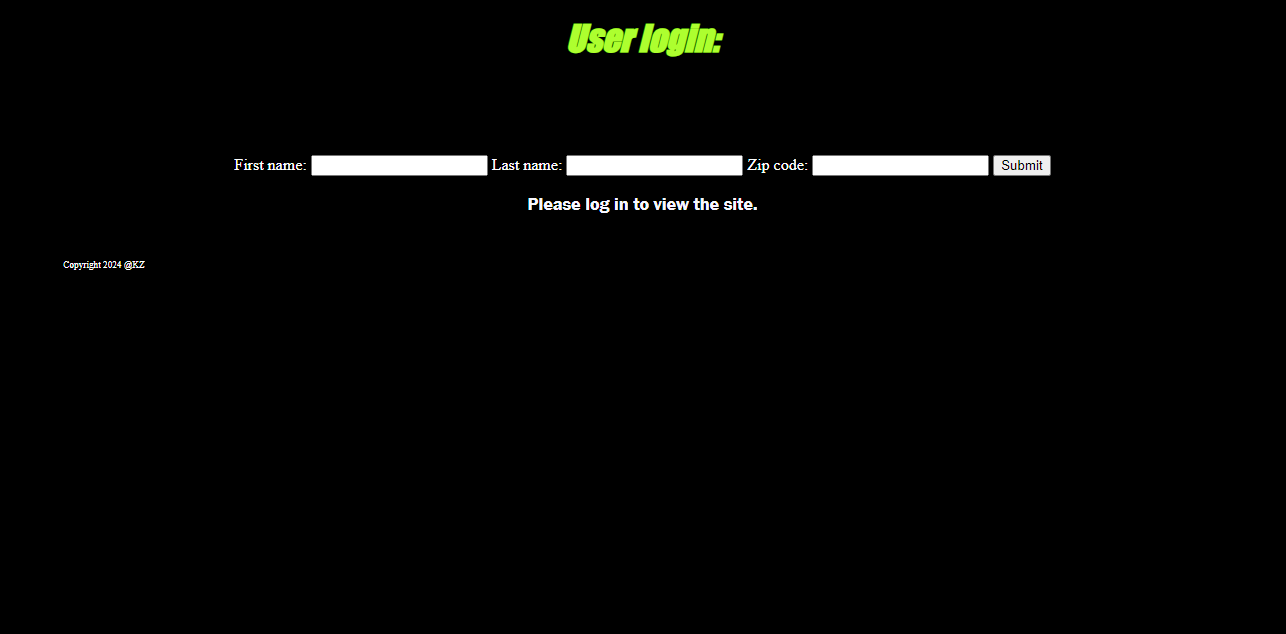 User login:
First name: Last name: Zip code: Submit
Please log in to view the site.
Copyright 2024 @KZ